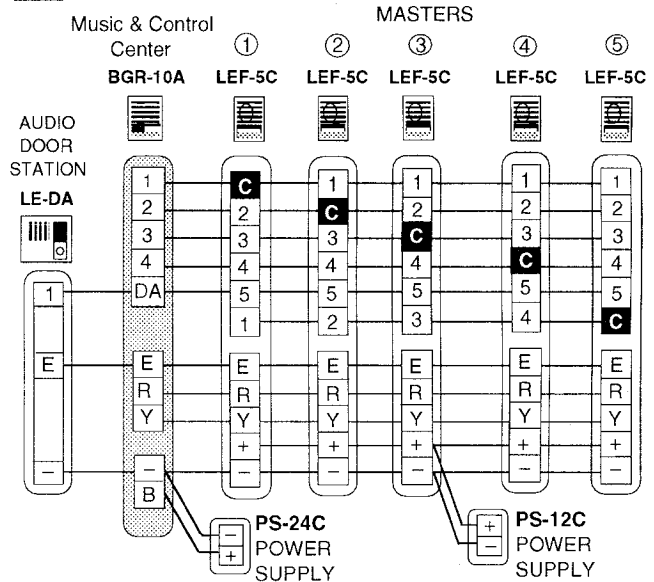 MASTERS
Music & Control
Center
BGR-10A
① ② ③ ④ ⑤
LEF-5C LEF-5C LEF-5C LEF-5C LEF-5C
AUDIO
DOOR
STATION
LE-DA
1 C 1 1 1 1
2 2 C 2 2 2
3 3 3 C 3 3
4 4 4 4 C 4
1 DA 5 5 5 5 5
1 2 3 4 C
E E E E E E E
R R R R R R
Y Y Y Y Y Y
+ + + + +
– – – – – – –
B
– PS-24C
+ POWER
SUPPLY
+ PS-12C
– POWER
SUPPLY